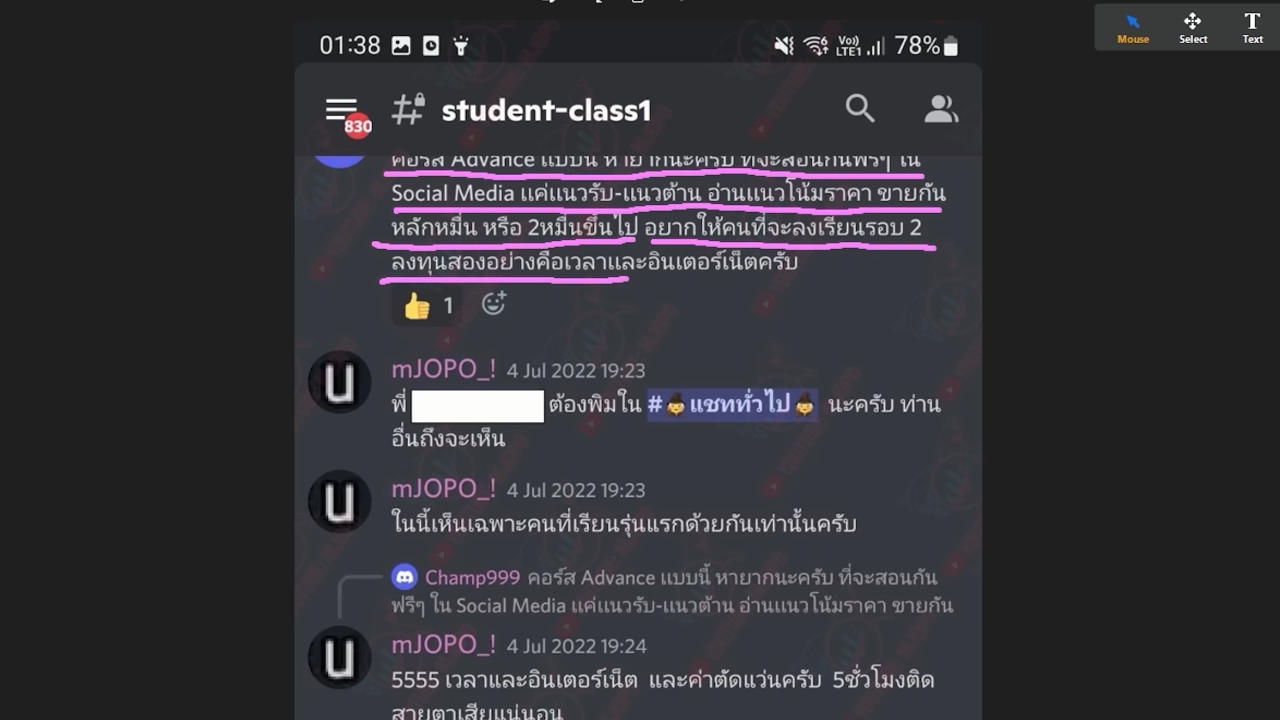 01:38
Vo))
LTE1
78%
Mouse
Select
Text
830
student-class1
คอร์ส Advance แบบนี้ หายากนะครับ ที่จะสอนกันฟรีๆ ใน
Social Media แค่แนวรับ-แนวต้าน อ่านแนวโน้มราคา ขายกัน
หลักหมื่น หรือ 2หมื่นขึ้นไป อยากให้คนที่จะลงเรียนรอบ 2
ลงทุนสองอย่างคือเวลาและอินเตอร์เน็ตครับ
👍 1
mJOPO_! 4 Jul 2022 19:23
พี่ ต้องพิมใน #แชททั่วไป นะครับ ท่าน
อื่นถึงจะเห็น
mJOPO_! 4 Jul 2022 19:23
ในนี้เห็นเฉพาะคนที่เรียนรุ่นแรกด้วยกันเท่านั้นครับ
Champ999 คอร์ส Advance แบบนี้ หายากนะครับ ที่จะสอนกัน
ฟรีๆ ใน Social Media แค่แนวรับ-แนวต้าน อ่านแนวโน้มราคา ขายกัน
mJOPO_! 4 Jul 2022 19:24
5555 เวลาและอินเตอร์เน็ต และค่าตัดแว่นครับ 5ชั่วโมงติด
สายตาเสียแน่นอน